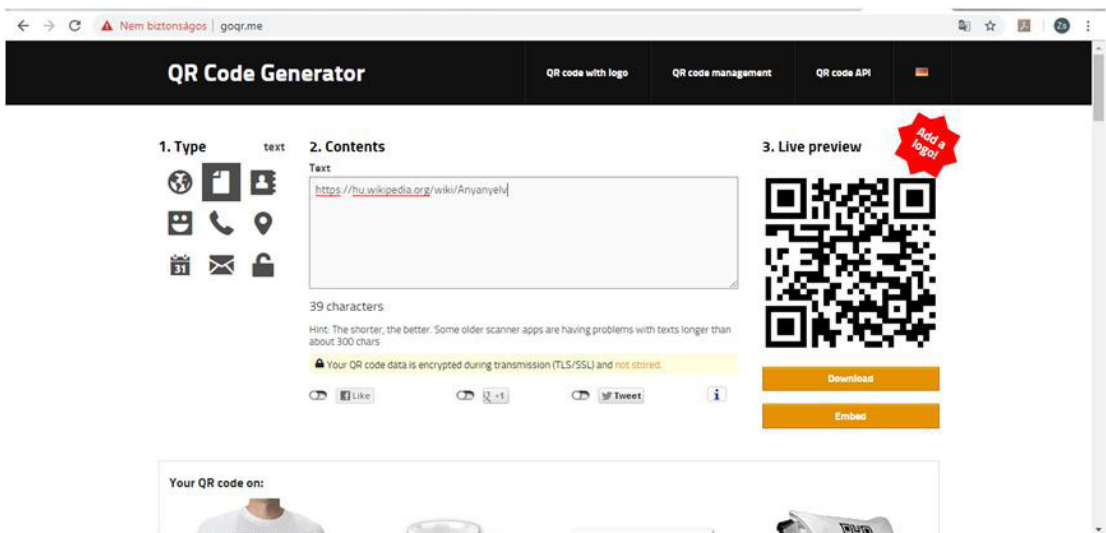 Nem biztonságos | goqr.me
Zs
QR Code Generator
QR code with logo
QR code management
QR code API
1. Type
text
2. Contents
3. Live preview
Add a
logo!
Text
https://hu.wikipedia.org/wiki/Anyanyelv
31
39 characters
Hint: The shorter, the better. Some older scanner apps are having problems with texts longer than
about 300 chars
Your QR code data is encrypted during transmission (TLS/SSL) and not stored.
Like
+1
Tweet
i
Download
Embed
Your QR code on: